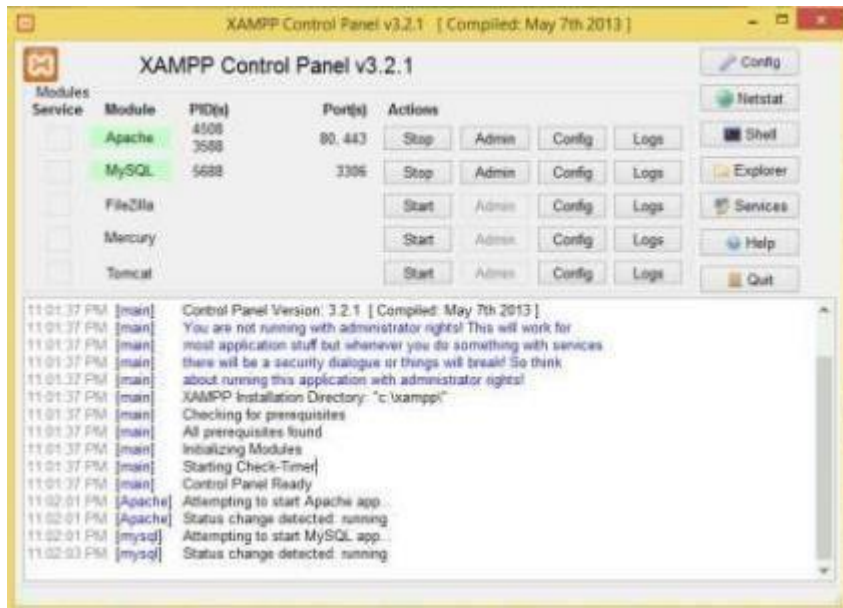 XAMPP Control Panel v3.2.1 [ Compiled: May 7th 2013 ]
XAMPP Control Panel v3.2.1
Config
Modules
Service Module PID(s) Port(s) Actions
Netstat
Apache 4508 3588 80, 443 Stop Admin Config Logs
Shell
MySQL 5688 3306 Stop Admin Config Logs
Explorer
FileZilla Start Admin Config Logs
Services
Mercury Start Admin Config Logs
Help
Tomcat Start Admin Config Logs
Quit
11:01:37 PM [main] Control Panel Version: 3.2.1 [ Compiled: May 7th 2013 ]
11:01:37 PM [main] You are not running with administrator rights! This will work for
11:01:37 PM [main] most application stuff but whenever you do something with services
11:01:37 PM [main] there will be a security dialogue or things will break! So think
11:01:37 PM [main] about running this application with administrator rights!
11:01:37 PM [main] XAMPP Installation Directory: "c:\xampp\"
11:01:37 PM [main] Checking for prerequisites
11:01:37 PM [main] All prerequisites found
11:01:37 PM [main] Initializing Modules
11:01:37 PM [main] Starting Check-Timer
11:01:37 PM [main] Control Panel Ready
11:02:01 PM [Apache] Attempting to start Apache app...
11:02:01 PM [Apache] Status change detected: running
11:02:01 PM [mysql] Attempting to start MySQL app...
11:02:03 PM [mysql] Status change detected: running